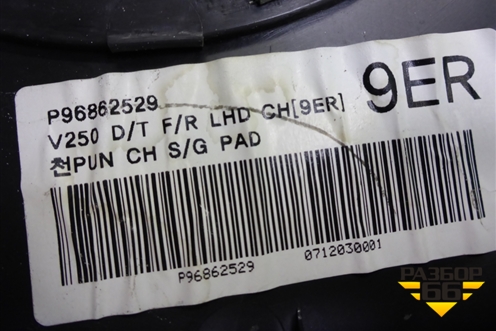 P96862529
9ER
V250 D/T F/R LHD CH[9ER]
천PUN CH S/G PAD
P96862529
0712030001
РАЗБОР
66